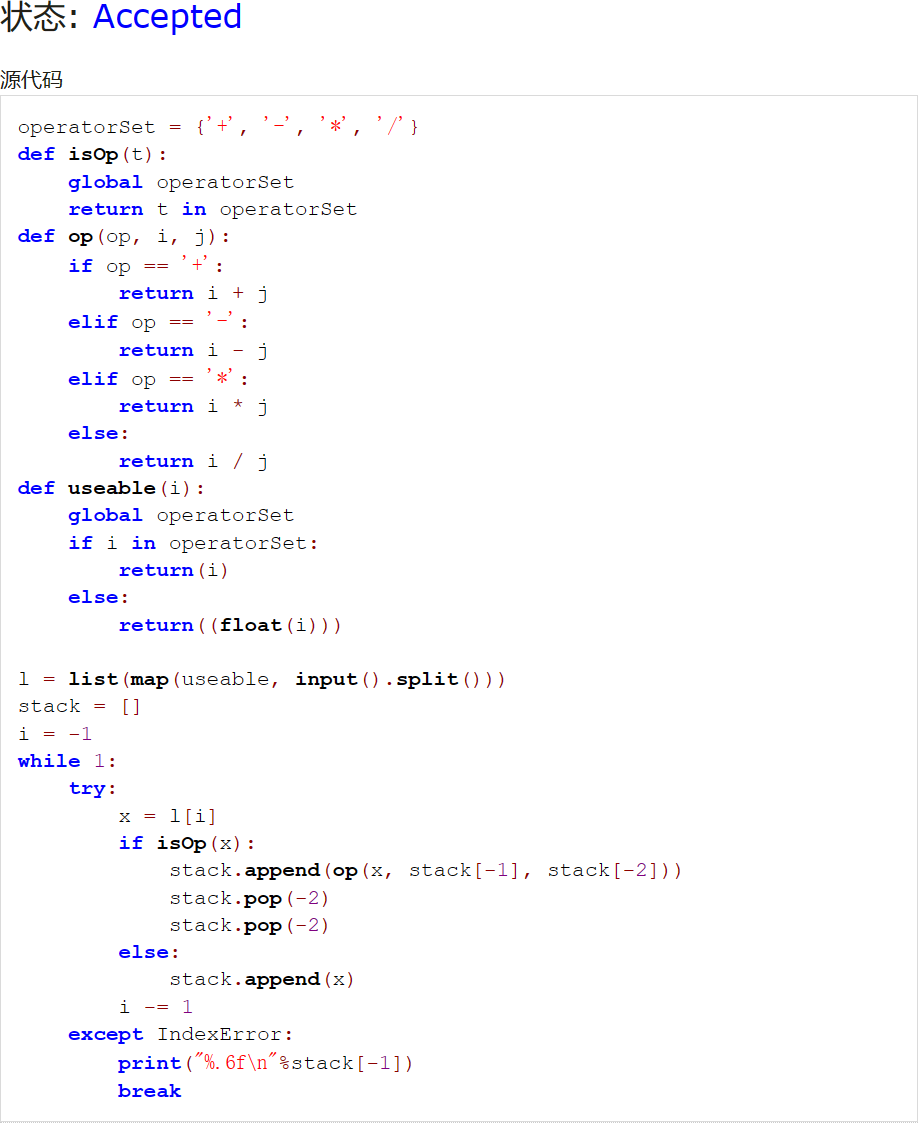 状态: Accepted
源代码
operatorSet = {'+', '-', '*', '/'}
def isOp(t):
    global operatorSet
    return t in operatorSet
def op(op, i, j):
    if op == '+':
        return i + j
    elif op == '-':
        return i - j
    elif op == '*':
        return i * j
    else:
        return i / j
def useable(i):
    global operatorSet
    if i in operatorSet:
        return(i)
    else:
        return((float(i)))

l = list(map(useable, input().split()))
stack = []
i = -1
while 1:
    try:
        x = l[i]
        if isOp(x):
            stack.append(op(x, stack[-1], stack[-2]))
            stack.pop(-2)
            stack.pop(-2)
        else:
            stack.append(x)
        i -= 1
    except IndexError:
        print("%.6f\n"%stack[-1])
        break